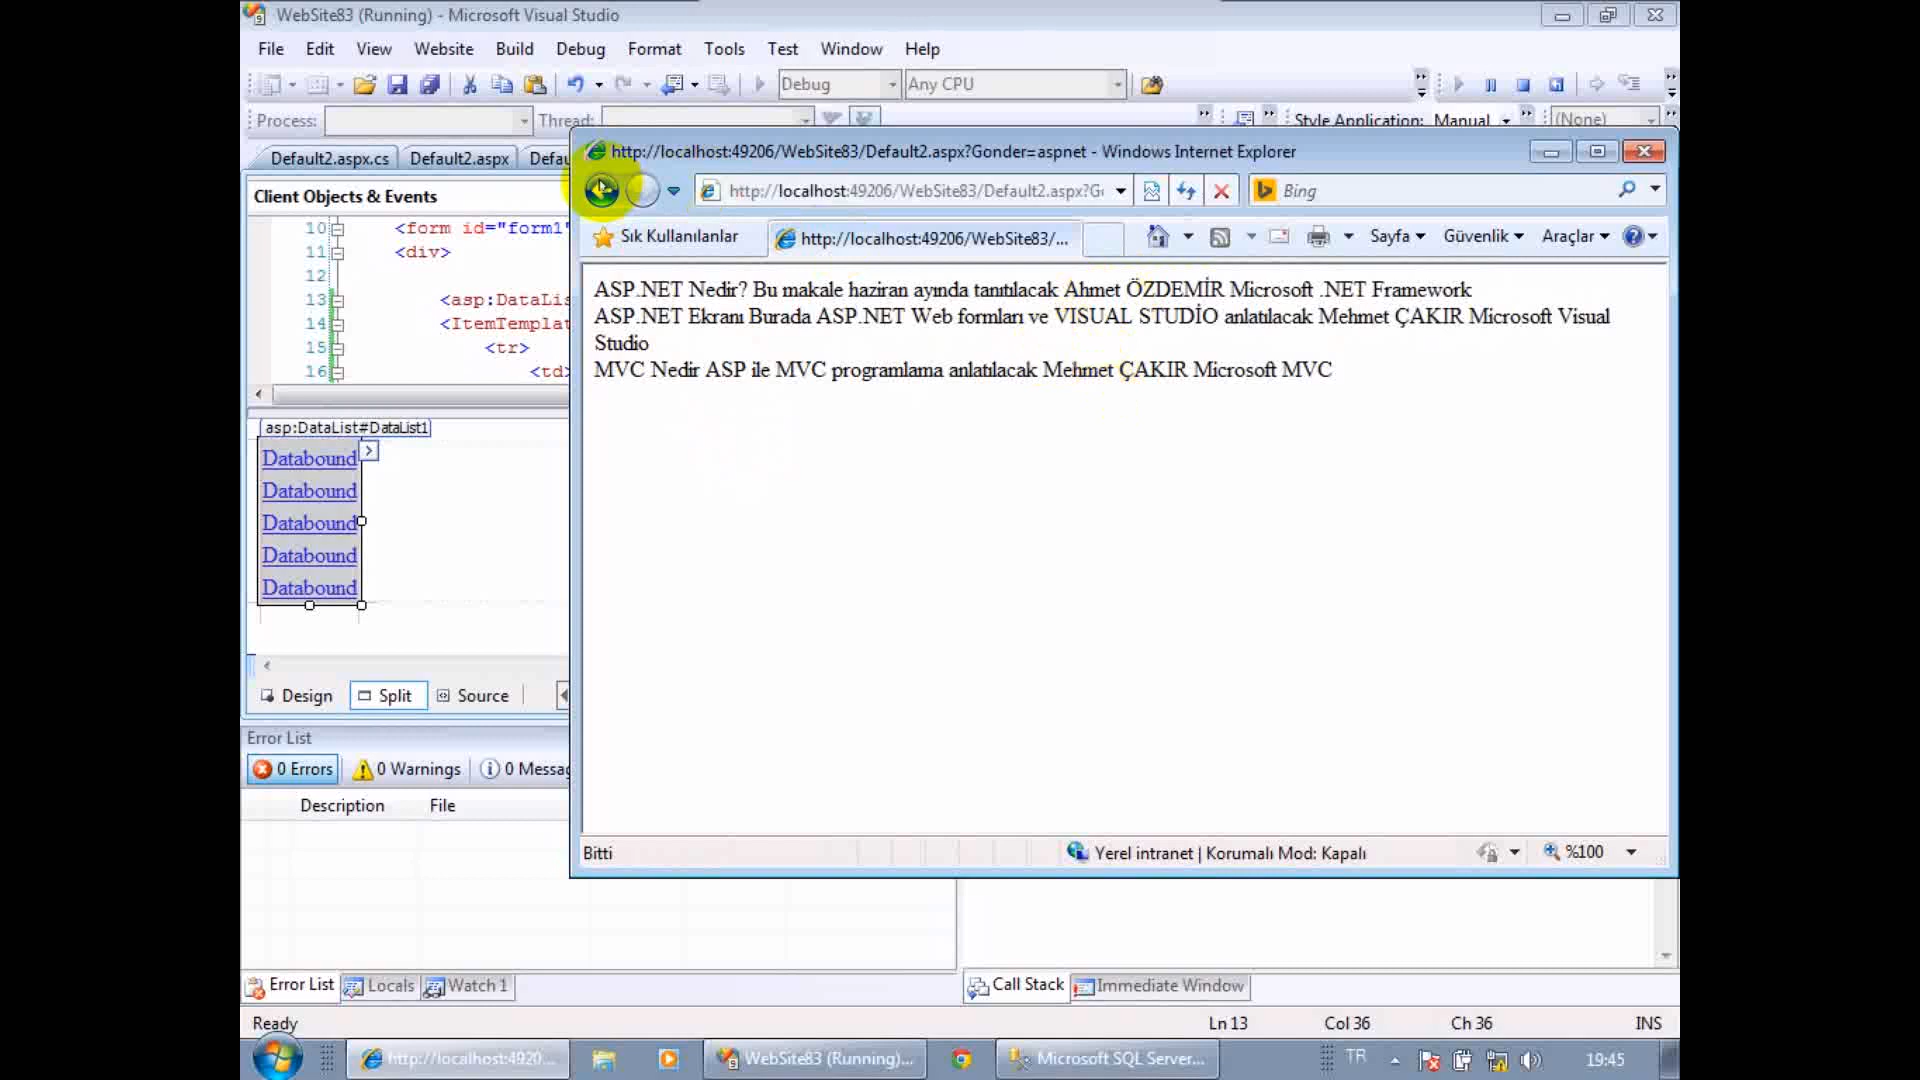 WebSite83 (Running) - Microsoft Visual Studio
File Edit View Website Build Debug Format Tools Test Window Help
Debug Any CPU
Process: Thread: Style Application: Manual (None)
Default2.aspx.cs Default2.aspx Defau
http://localhost:49206/WebSite83/Default2.aspx?Gonder=aspnet - Windows Internet Explorer
http://localhost:49206/WebSite83/Default2.aspx?G Bing
Client Objects & Events
Sık Kullanılanlar http://localhost:49206/WebSite83/... Sayfa Güvenlik Araçlar
10 <form id="form1"
11 <div>
12
13 <asp:DataLis
14 <ItemTemplat
15 <tr>
16 <td>
ASP.NET Nedir? Bu makale haziran ayında tanıtılacak Ahmet ÖZDEMİR Microsoft .NET Framework
ASP.NET Ekranı Burada ASP.NET Web formları ve VISUAL STUDİO anlatılacak Mehmet ÇAKIR Microsoft Visual
Studio
MVC Nedir ASP ile MVC programlama anlatılacak Mehmet ÇAKIR Microsoft MVC
asp:DataList#DataList1
Databound
Databound
Databound
Databound
Databound
Design Split Source
Error List
0 Errors 0 Warnings 0 Messag
Description File
Bitti Yerel intranet | Korumalı Mod: Kapalı %100
Error List Locals Watch 1 Call Stack Immediate Window
Ready Ln 13 Col 36 Ch 36 INS
http://localhost:4920... WebSite83 (Running)... Microsoft SQL Server... TR 19:45